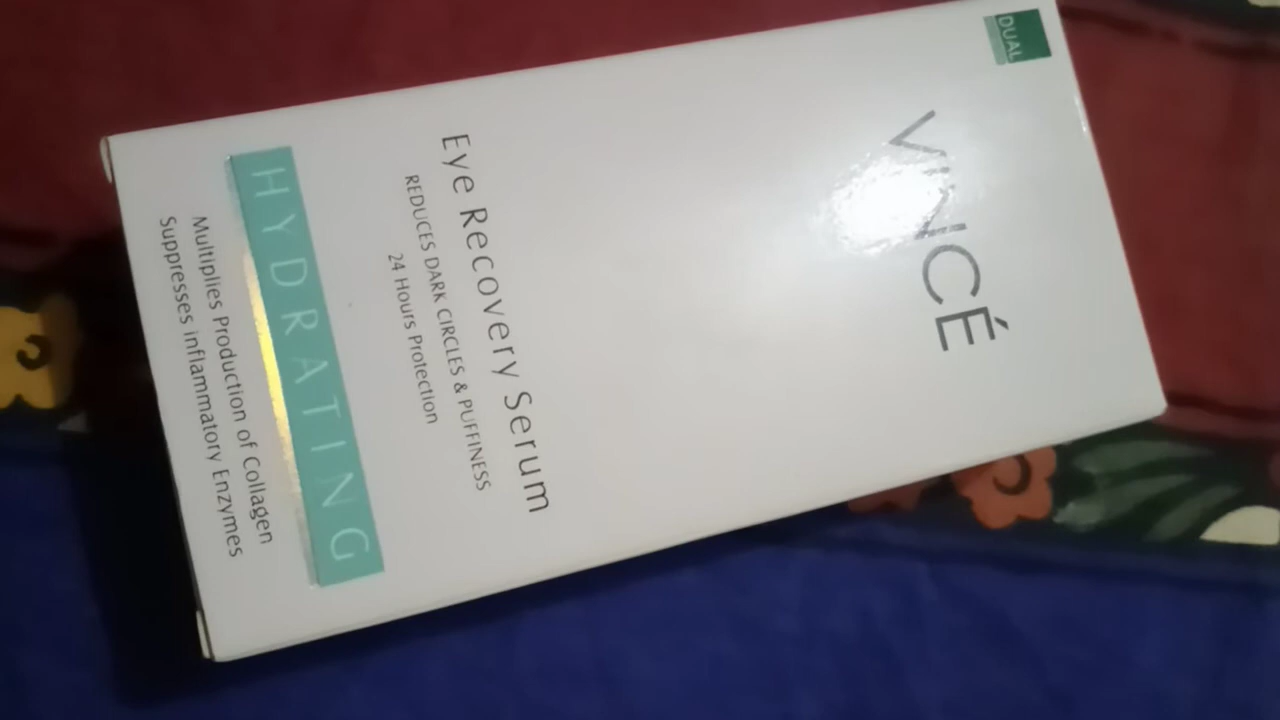 DUAL
VINCÉ
Eye Recovery Serum
REDUCES DARK CIRCLES & PUFFINESS
24 Hours Protection
HYDRATING
Multiplies Production of Collagen
Suppresses inflammatory Enzymes